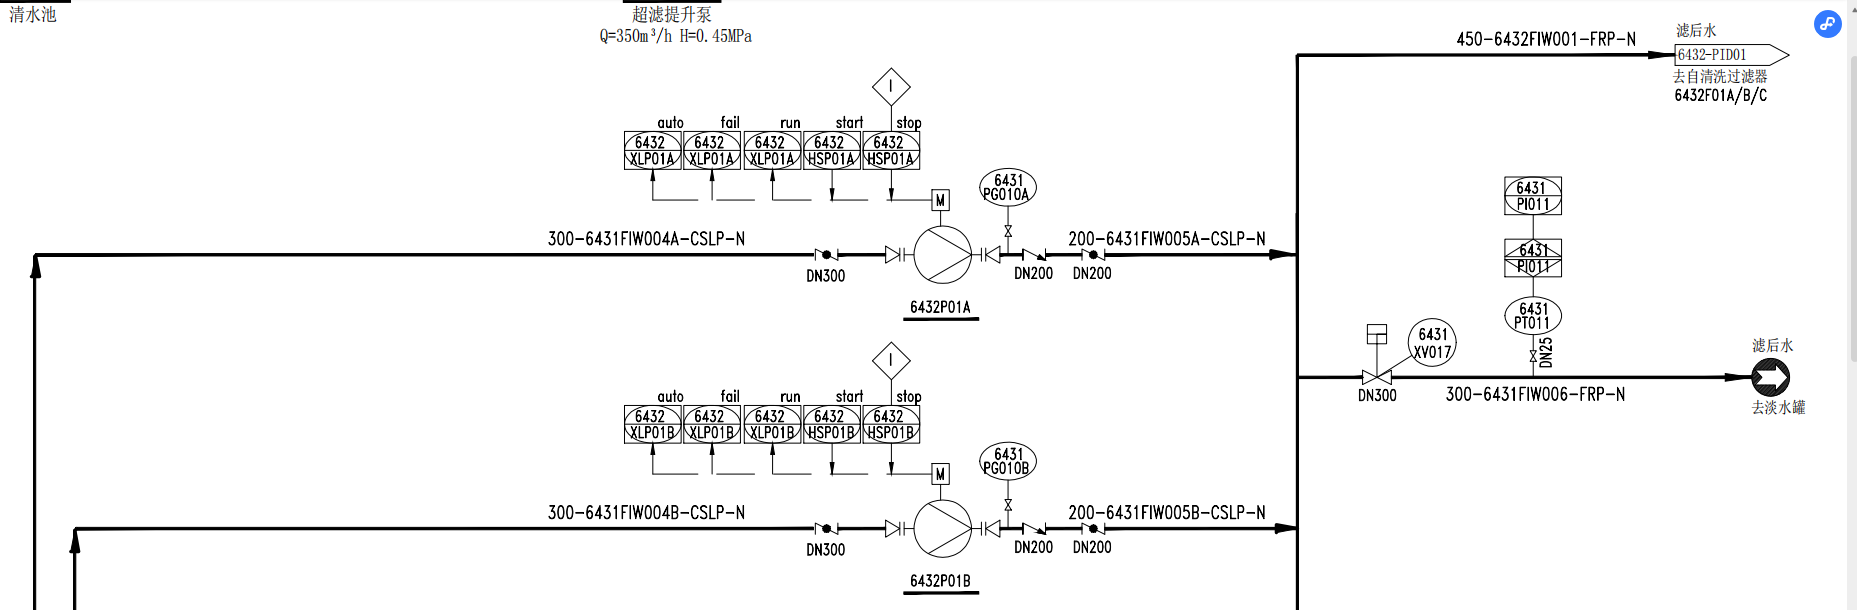 清水池
超滤提升泵
Q=350m³/h H=0.45MPa
滤后水
450-6432FIW001-FRP-N
6432-PID01
去自清洗过滤器
6432F01A/B/C
I
auto
fail
run
start
stop
6432
XLP01A
6432
XLP01A
6432
XLP01A
6432
HSP01A
6432
HSP01A
M
6431
PG010A
300-6431FIW004A-CSLP-N
200-6431FIW005A-CSLP-N
DN300
DN200
DN200
6432P01A
6431
PI011
6431
PI011
6431
PT011
DN25
6431
XV017
DN300
300-6431FIW006-FRP-N
滤后水
去淡水罐
I
auto
fail
run
start
stop
6432
XLP01B
6432
XLP01B
6432
XLP01B
6432
HSP01B
6432
HSP01B
M
6431
PG010B
300-6431FIW004B-CSLP-N
200-6431FIW005B-CSLP-N
DN300
DN200
DN200
6432P01B